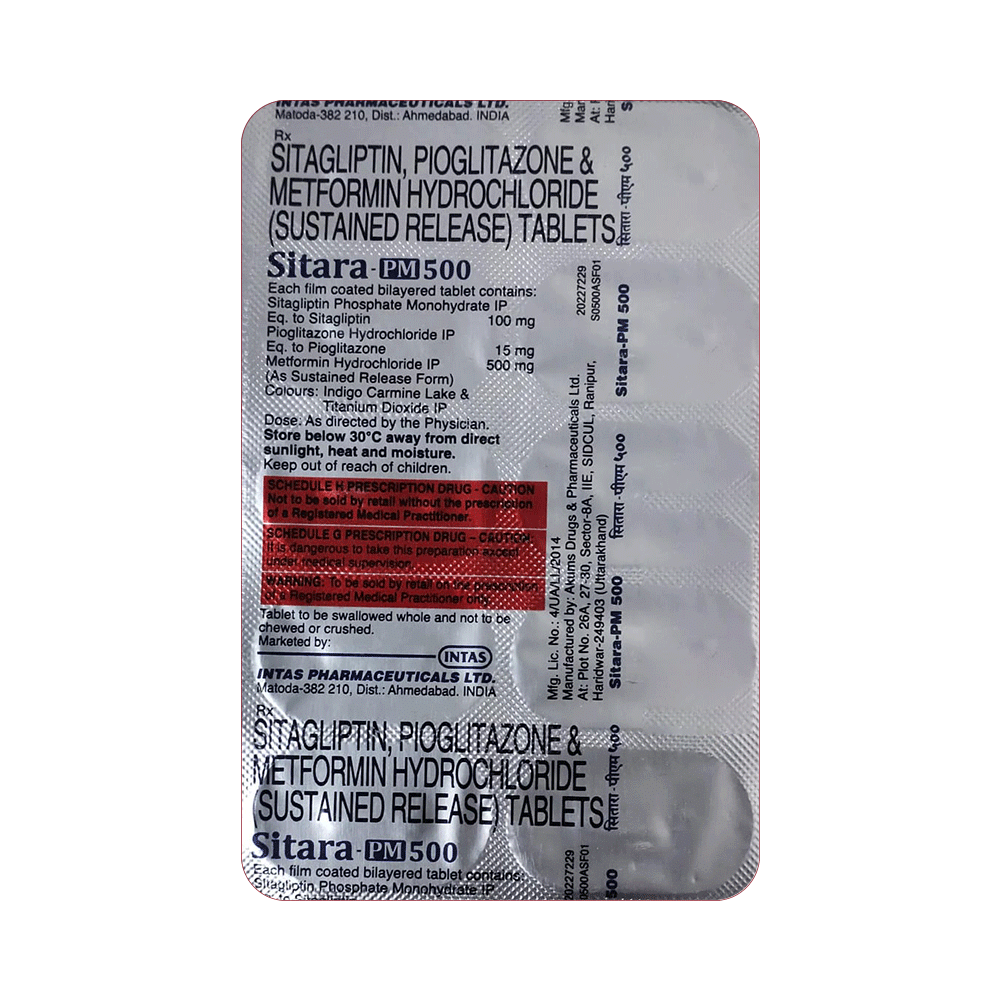 INTAS PHARMACEUTICALS LTD.
Matoda-382 210, Dist.: Ahmedabad. INDIA
Rx
SITAGLIPTIN, PIOGLITAZONE &
METFORMIN HYDROCHLORIDE
(SUSTAINED RELEASE) TABLETS
Sitara-PM 500
Each film coated bilayered tablet contains:
Sitagliptin Phosphate Monohydrate IP
Eq. to Sitagliptin 100 mg
Pioglitazone Hydrochloride IP
Eq. to Pioglitazone 15 mg
Metformin Hydrochloride IP 500 mg
(As Sustained Release Form)
Colours: Indigo Carmine Lake &
Titanium Dioxide IP
Dose: As directed by the Physician.
Store below 30°C away from direct
sunlight, heat and moisture.
Keep out of reach of children.
SCHEDULE H PRESCRIPTION DRUG - CAUTION
Not to be sold by retail without the prescription
of a Registered Medical Practitioner.
SCHEDULE G PRESCRIPTION DRUG – CAUTION-
It is dangerous to take this preparation except
under medical supervision
WARNING: To be sold by retail on the prescription
of a Registered Medical Practitioner only.
Tablet to be swallowed whole and not to be
chewed or crushed.
Marketed by:
INTAS
INTAS PHARMACEUTICALS LTD.
Matoda-382 210, Dist.: Ahmedabad. INDIA
Rx
SITAGLIPTIN, PIOGLITAZONE &
METFORMIN HYDROCHLORIDE
(SUSTAINED RELEASE) TABLETS
Sitara-PM 500
Each film coated bilayered tablet contains:
Sitagliptin Phosphate Monohydrate IP
Mfg.
Mar
At:
Har
S
सितारा-पीएम ५००
20227229
S0500ASF01
Sitara-PM 500
Mfg. Lic. No.: 4/UA/LL/2014
Manufactured by: Akums Drugs & Pharmaceuticals Ltd.
At: Plot No. 26A, 27-30, Sector-8A, IIE, SIDCUL, Ranipur,
Haridwar-249403 (Uttarakhand)
सितारा-पीएम ५००
Sitara-PM 500
सितारा-पीएम ५००
20227229
0500ASF01
500